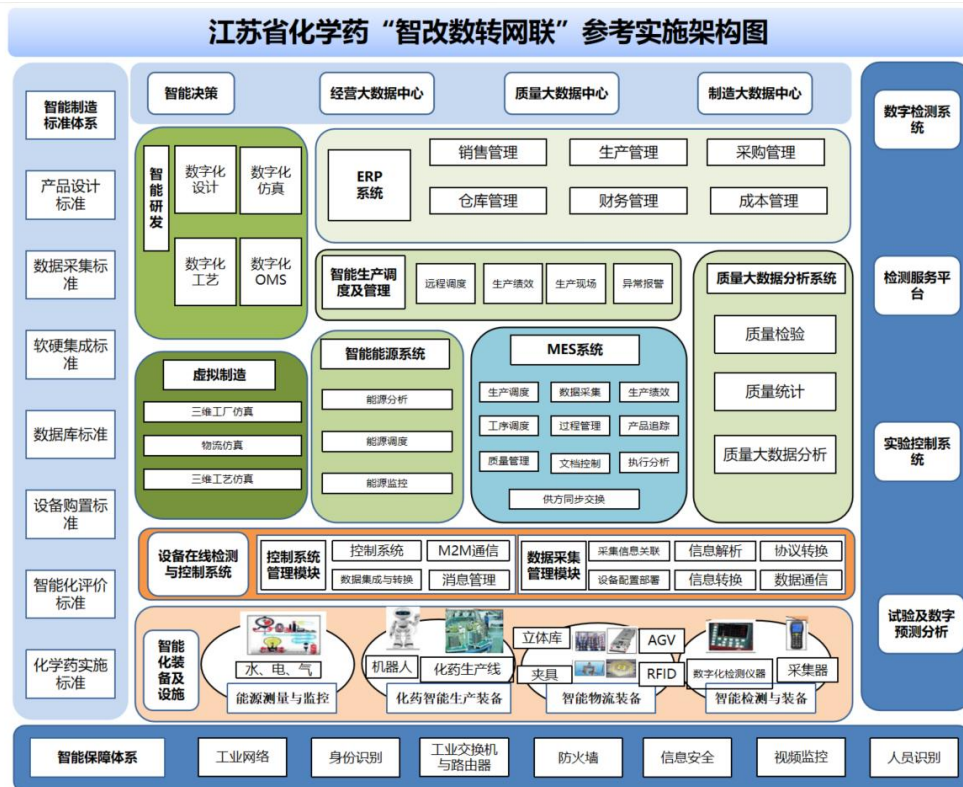 江苏省化学药“智改数转网联”参考实施架构图
智能制造
标准体系
产品设计
标准
数据采集标
准
软硬集成标
准
数据库标准
设备购置标
准
智能化评价
标准
化学药实施
标准
智能决策
经营大数据中心
质量大数据中心
制造大数据中心
智能研发
数字化
设计
数字化
仿真
数字化
工艺
数字化
OMS
ERP
系统
销售管理
生产管理
采购管理
仓库管理
财务管理
成本管理
智能生产调
度及管理
远程调度
生产绩效
生产现场
异常报警
质量大数据分析系统
质量检验
质量统计
质量大数据分析
虚拟制造
三维工厂仿真
物流仿真
三维工艺仿真
智能能源系统
能源分析
能源调度
能源监控
MES系统
生产调度
数据采集
生产绩效
工序调度
过程管理
产品追踪
质量管理
文档控制
执行分析
供方同步交换
设备在线检测
与控制系统
控制系统
管理模块
控制系统
M2M通信
数据集成与转换
消息管理
数据采集
管理模块
采集信息关联
信息解析
协议转换
设备配置部署
信息转换
数据通信
智能
化装
备及
设施
水、电、气
能源测量与监控
机器人
化药生产线
化药智能生产装备
立体库
AGV
夹具
RFID
智能物流装备
数字化检测仪器
采集器
智能检测与装备
数字检测系
统
检测服务平
台
实验控制系
统
试验及数字
预测分析
智能保障体系
工业网络
身份识别
工业交换机
与路由器
防火墙
信息安全
视频监控
人员识别